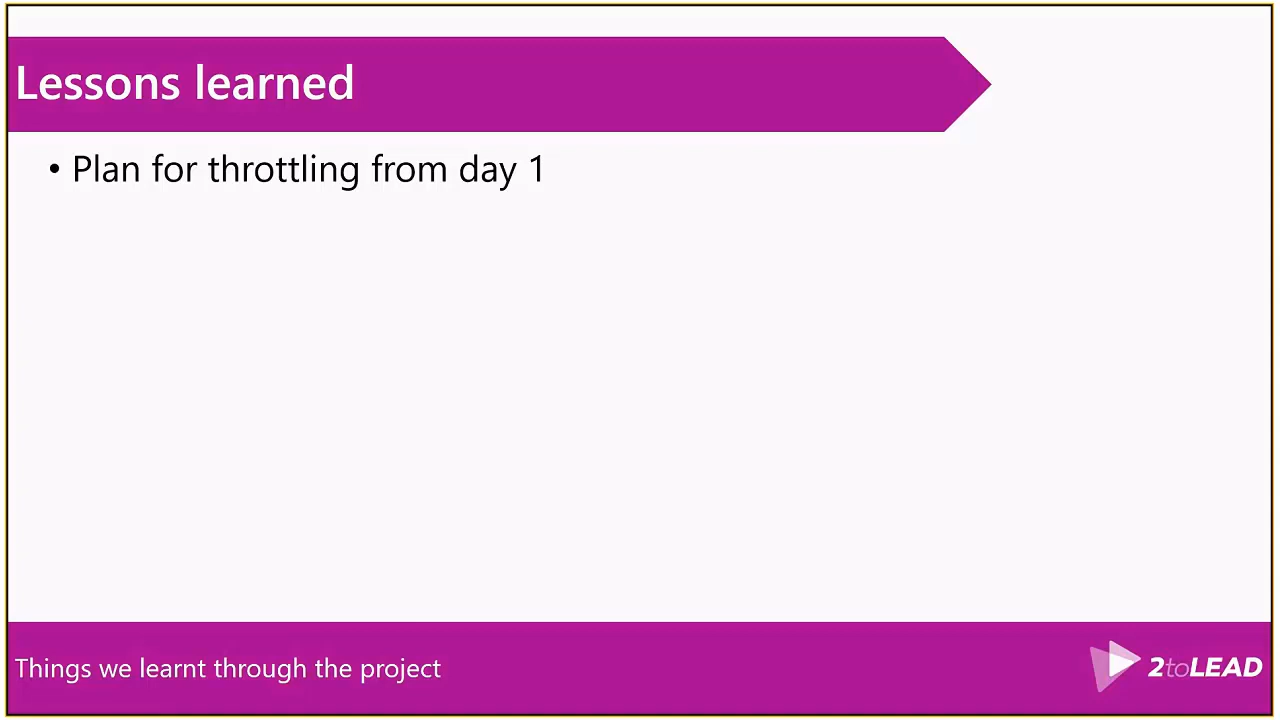 Lessons learned
• Plan for throttling from day 1
Things we learnt through the project
2toLEAD